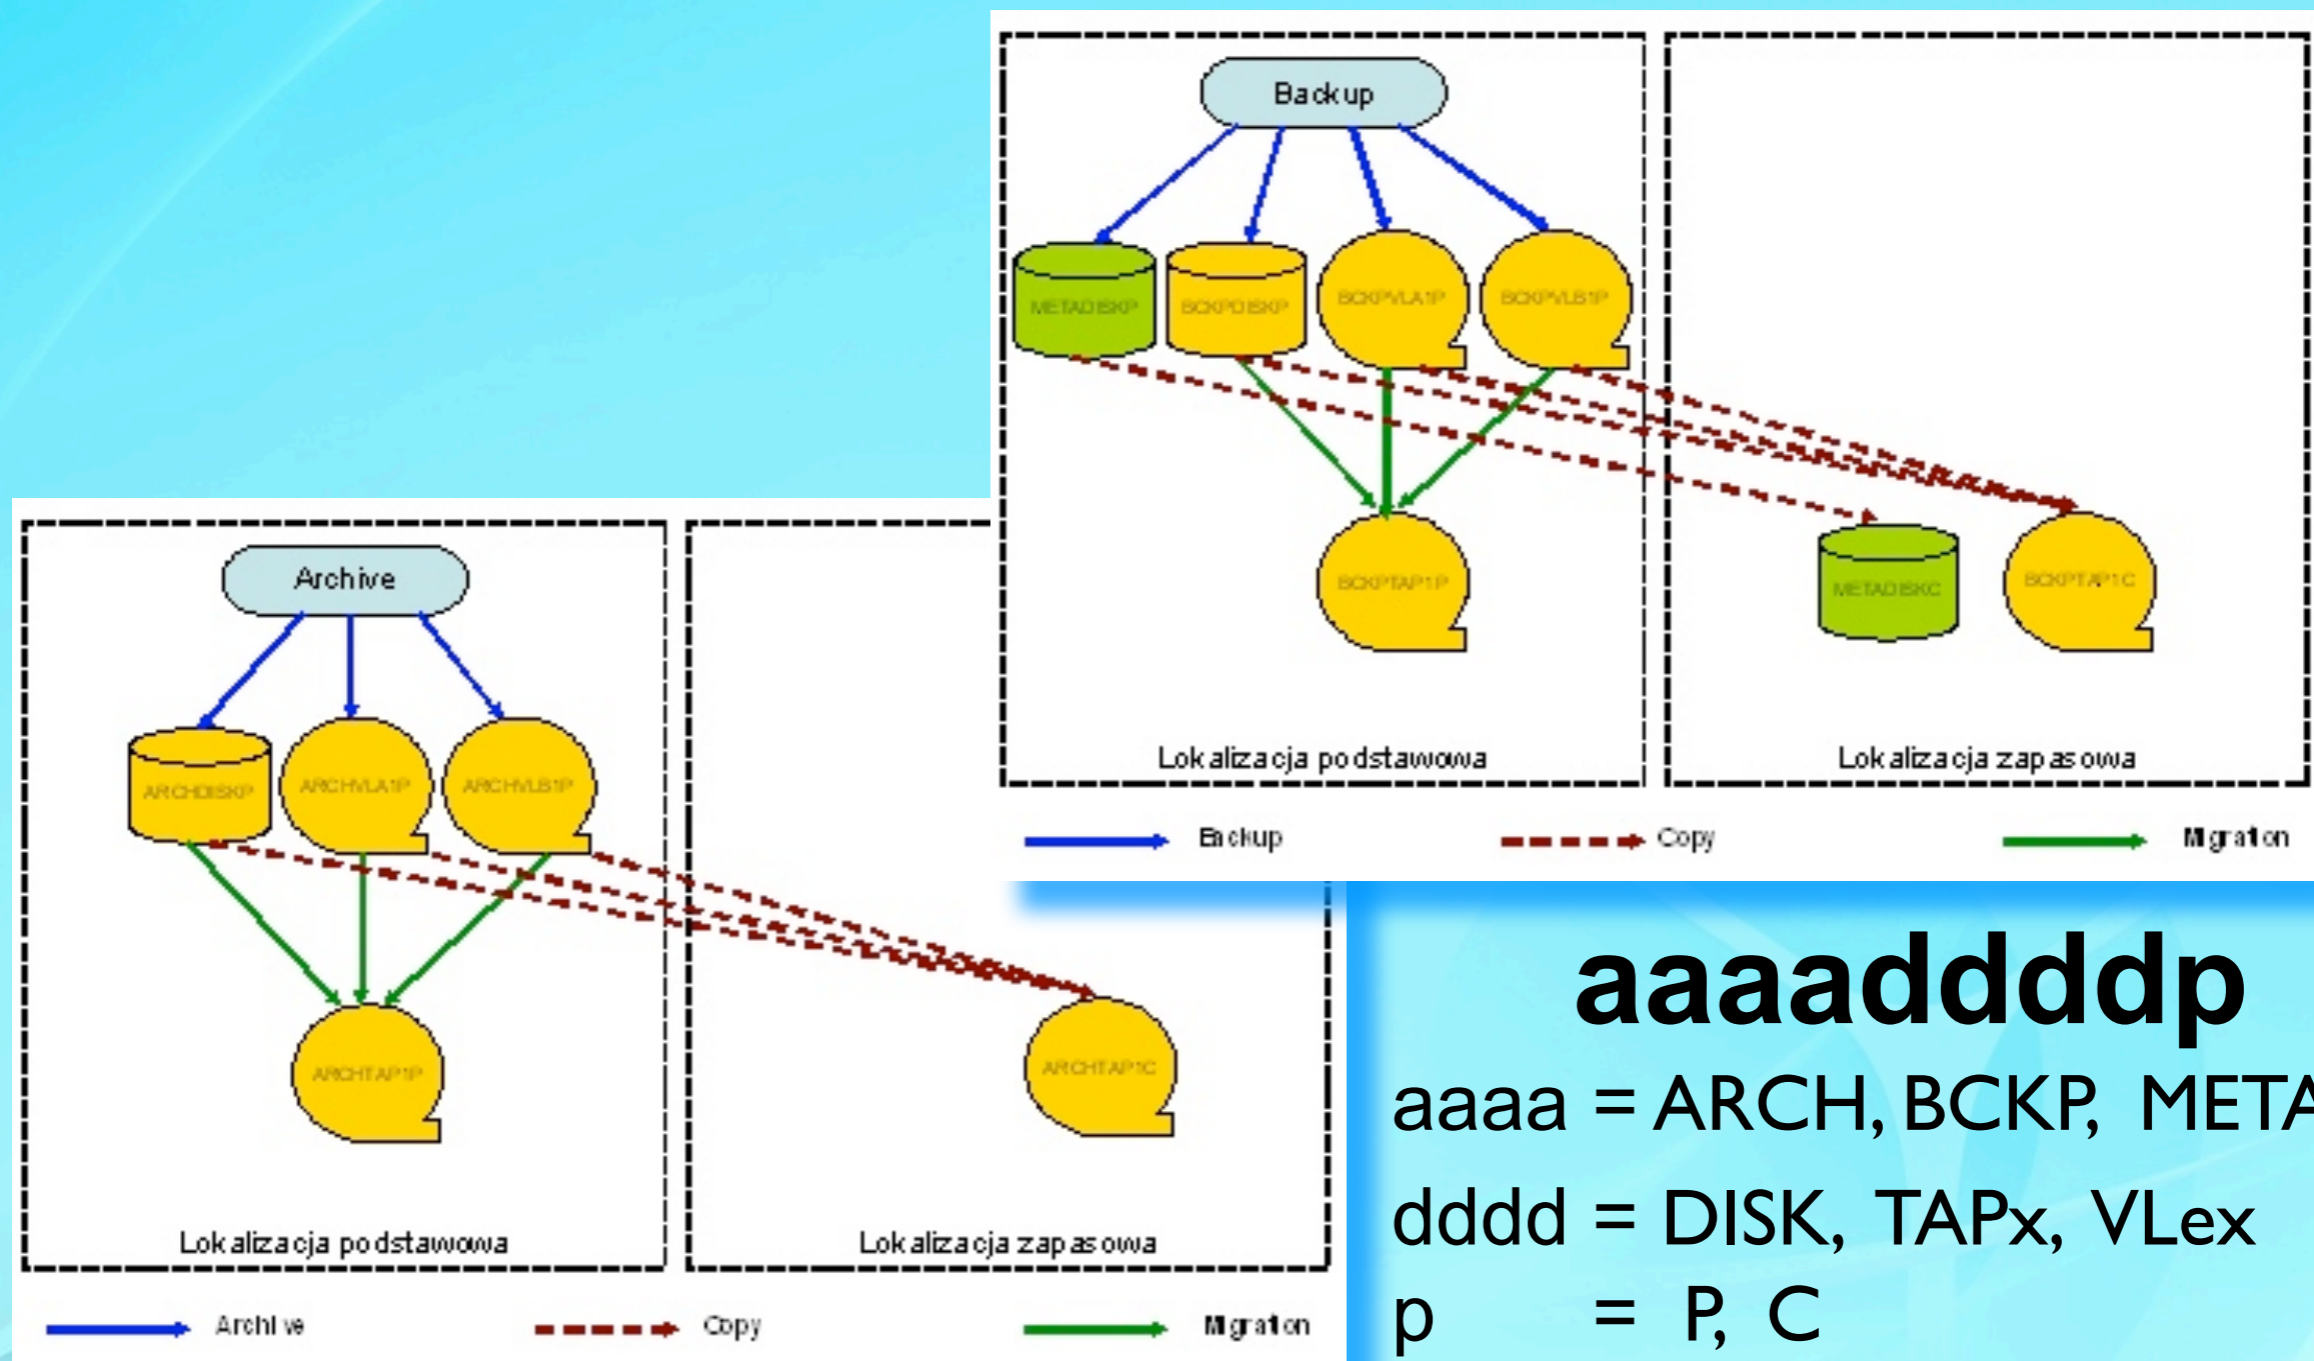 Backup
METADISKP
BCKPDISKP
BCKPVLA1P
BCKPVLB1P
BCKPTAP1P
METADISKC
BCKPTAP1C
Lokalizacja podstawowa
Lokalizacja zapasowa
Backup
Copy
Migration
Archive
ARCHDISKP
ARCHVLA1P
ARCHVLB1P
ARCHTAP1P
ARCHTAP1C
Lokalizacja podstawowa
Lokalizacja zapasowa
Archive
Copy
Migration
aaaaddddp
aaaa = ARCH, BCKP, META
dddd = DISK, TAPx, VLex
p = P, C